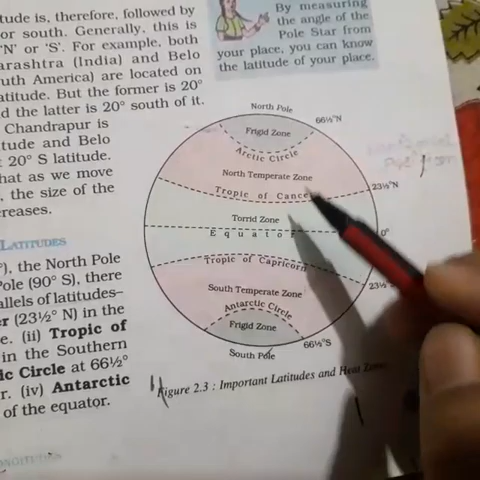 tude is, therefore, followed by
or south. Generally, this is
'N' or 'S'. For example, both
arashtra (India) and Belo
uth America) are located on
atitude. But the former is 20°
d the latter is 20° south of it.
Chandrapur is
tude and Belo
20° S latitude.
hat as we move
, the size of the
creases.
LATITUDES
°), the North Pole
Pole (90° S), there
allels of latitudes–
er (23½° N) in the
e. (ii) Tropic of
in the Southern
ic Circle at 66½°
r. (iv) Antarctic
of the equator.
By measuring
the angle of the
Pole Star from
your place, you can know
the latitude of your place.
North Pole
66½°N
Frigid Zone
Arctic Circle
North Temperate Zone
Tropic of Cance
23½°N
Torrid Zone
Equator
0°
Tropic of Capricorn
23½
South Temperate Zone
Antarctic Circle
Frigid Zone
66½°S
South Pole
Figure 2.3 : Important Latitudes and Heat Zone